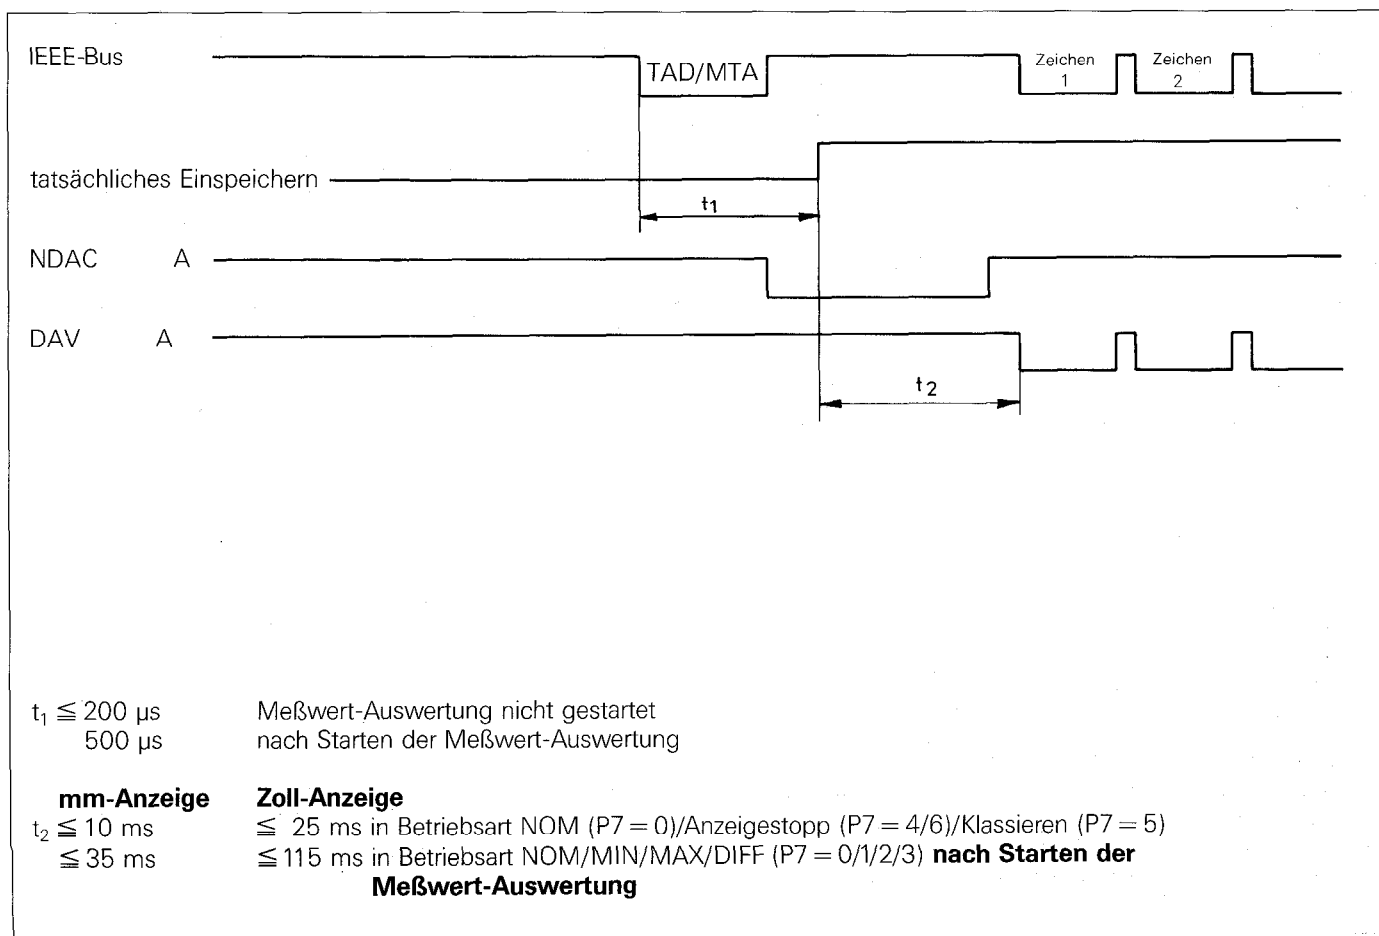 IEEE-Bus
TAD/MTA
Zeichen
1
Zeichen
2
tatsächliches Einspeichern
t1
NDAC A
DAV A
t2
t1 ≦ 200 µs Meßwert-Auswertung nicht gestartet
500 µs nach Starten der Meßwert-Auswertung
mm-Anzeige Zoll-Anzeige
t2 ≦ 10 ms ≦ 25 ms in Betriebsart NOM (P7 = 0)/Anzeigestopp (P7 = 4/6)/Klassieren (P7 = 5)
≦ 35 ms ≦ 115 ms in Betriebsart NOM/MIN/MAX/DIFF (P7 = 0/1/2/3) nach Starten der
Meßwert-Auswertung